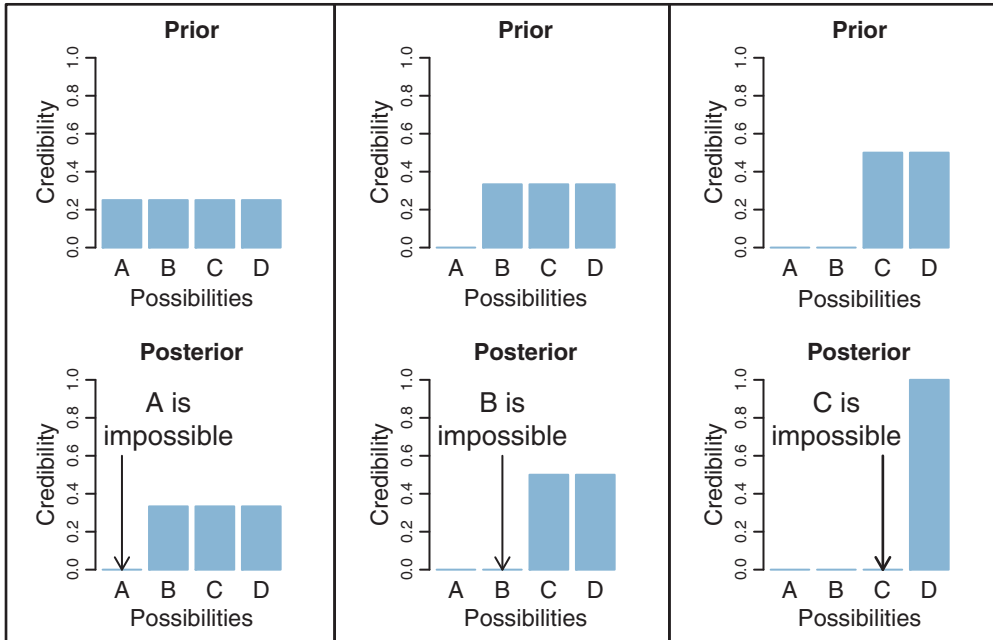 Prior
1.0
0.8
0.6
0.4
0.2
0.0
Credibility
A B C D
Possibilities
Posterior
A is
impossible
1.0
0.8
0.6
0.4
0.2
0.0
Credibility
A B C D
Possibilities
Prior
1.0
0.8
0.6
0.4
0.2
0.0
Credibility
A B C D
Possibilities
Posterior
B is
impossible
1.0
0.8
0.6
0.4
0.2
0.0
Credibility
A B C D
Possibilities
Prior
1.0
0.8
0.6
0.4
0.2
0.0
Credibility
A B C D
Possibilities
Posterior
C is
impossible
1.0
0.8
0.6
0.4
0.2
0.0
Credibility
A B C D
Possibilities